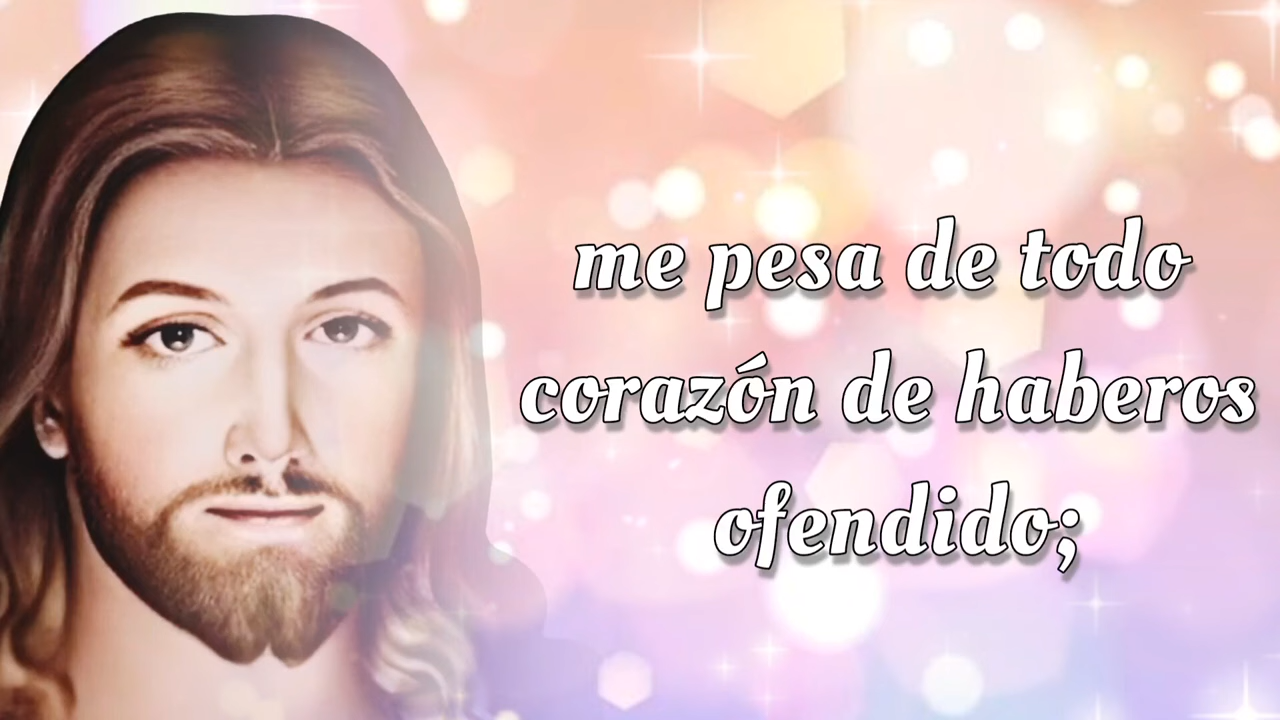 me pesa de todo
corazón de haberos
ofendido;